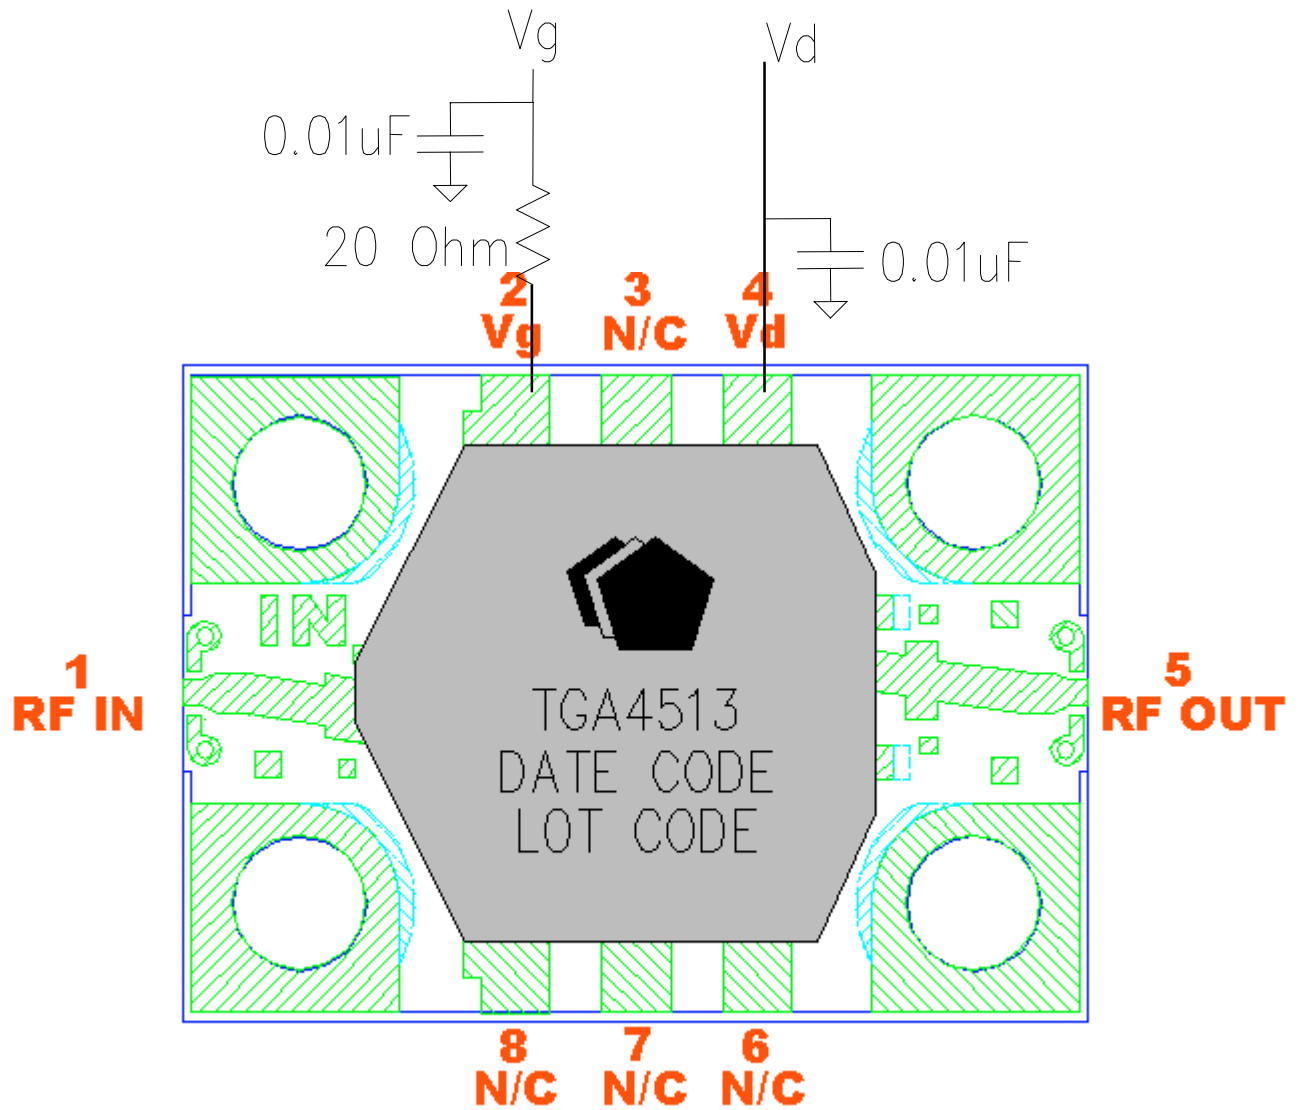 Vg
Vd
0.01uF
20 Ohm
0.01uF
2
Vg
3
N/C
4
Vd
IN
1
RF IN
5
RF OUT
TGA4513
DATE CODE
LOT CODE
8
N/C
7
N/C
6
N/C